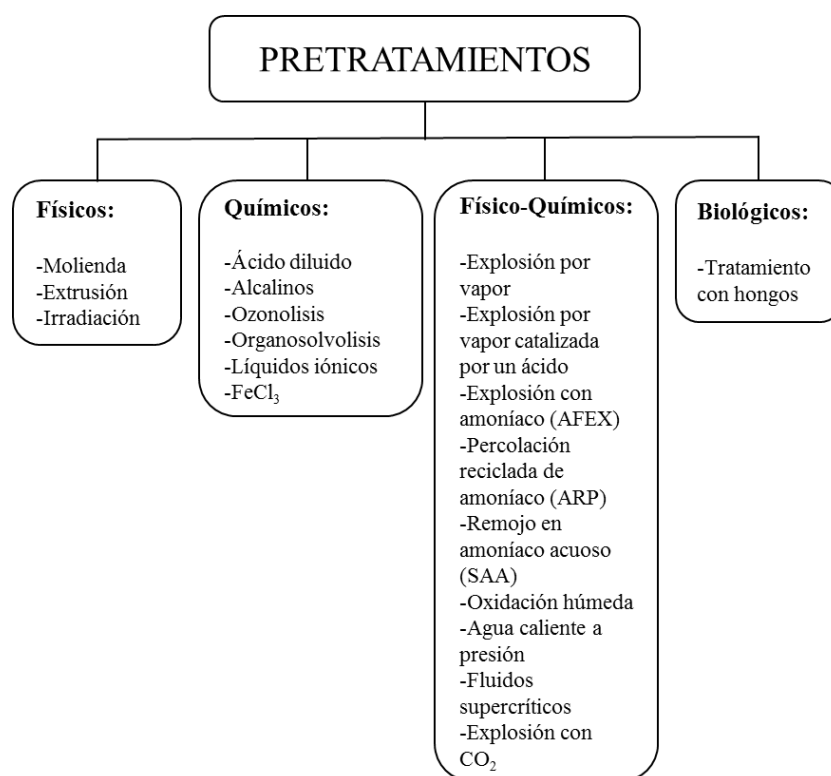 PRETRATAMIENTOS
Físicos:
-Molienda
-Extrusión
-Irradiación
Químicos:
-Ácido diluido
-Alcalinos
-Ozonolisis
-Organosolvolisis
-Líquidos iónicos
-FeCl₃
Físico-Químicos:
-Explosión por
vapor
-Explosión por
vapor catalizada
por un ácido
-Explosión con
amoníaco (AFEX)
-Percolación
reciclada de
amoníaco (ARP)
-Remojo en
amoníaco acuoso
(SAA)
-Oxidación húmeda
-Agua caliente a
presión
-Fluidos
supercríticos
-Explosión con
CO₂
Biológicos:
-Tratamiento
con hongos